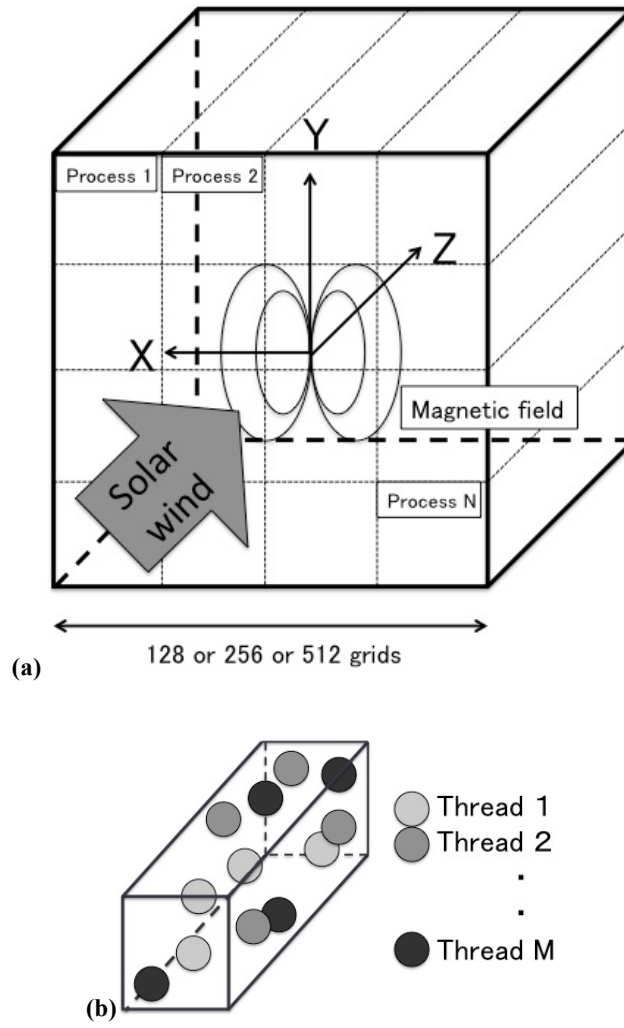 Process 1
Process 2
Y
Z
X
Magnetic field
Solar
wind
Process N
128 or 256 or 512 grids
(a)
Thread 1
Thread 2
.
.
Thread M
(b)